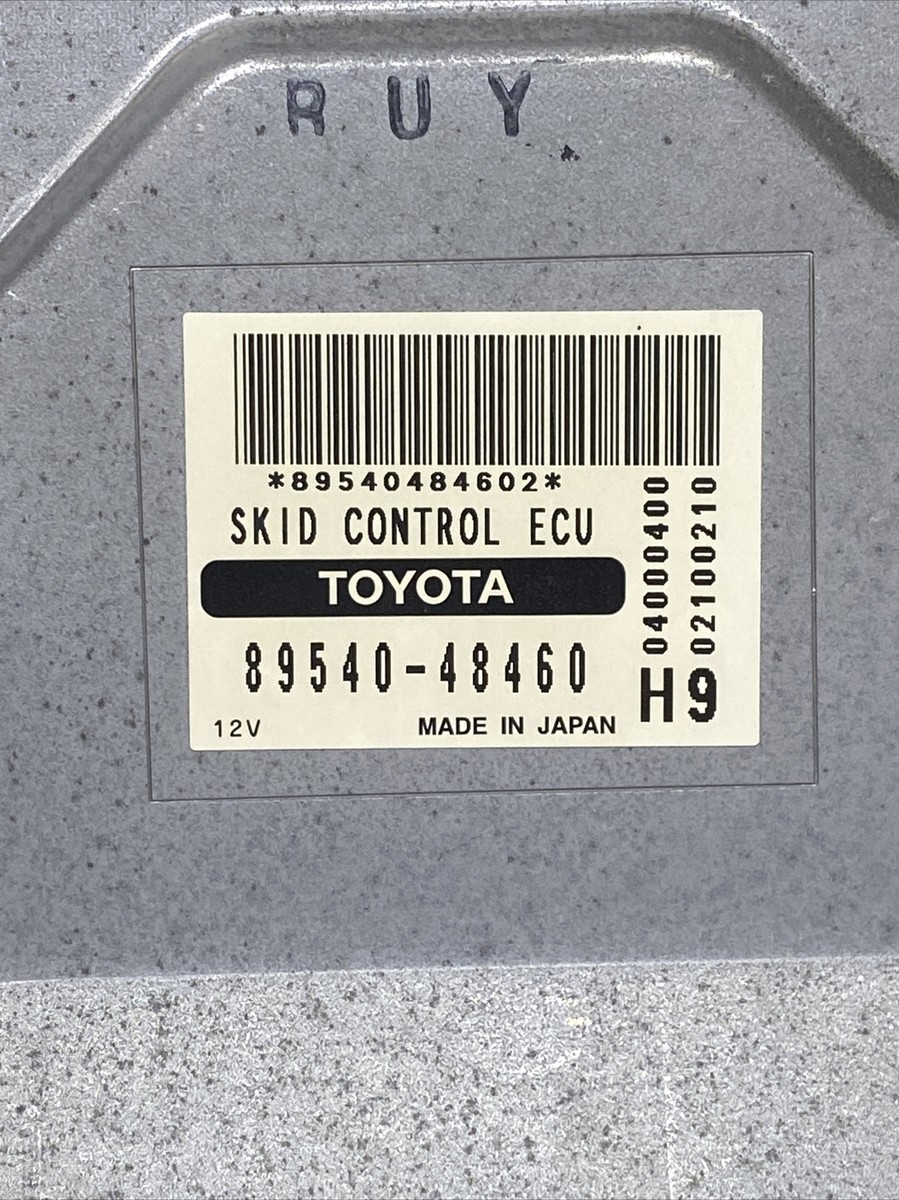 RUY
*89540484602*
SKID CONTROL ECU
TOYOTA
89540-48460
12V MADE IN JAPAN
04000400
02100210
H9